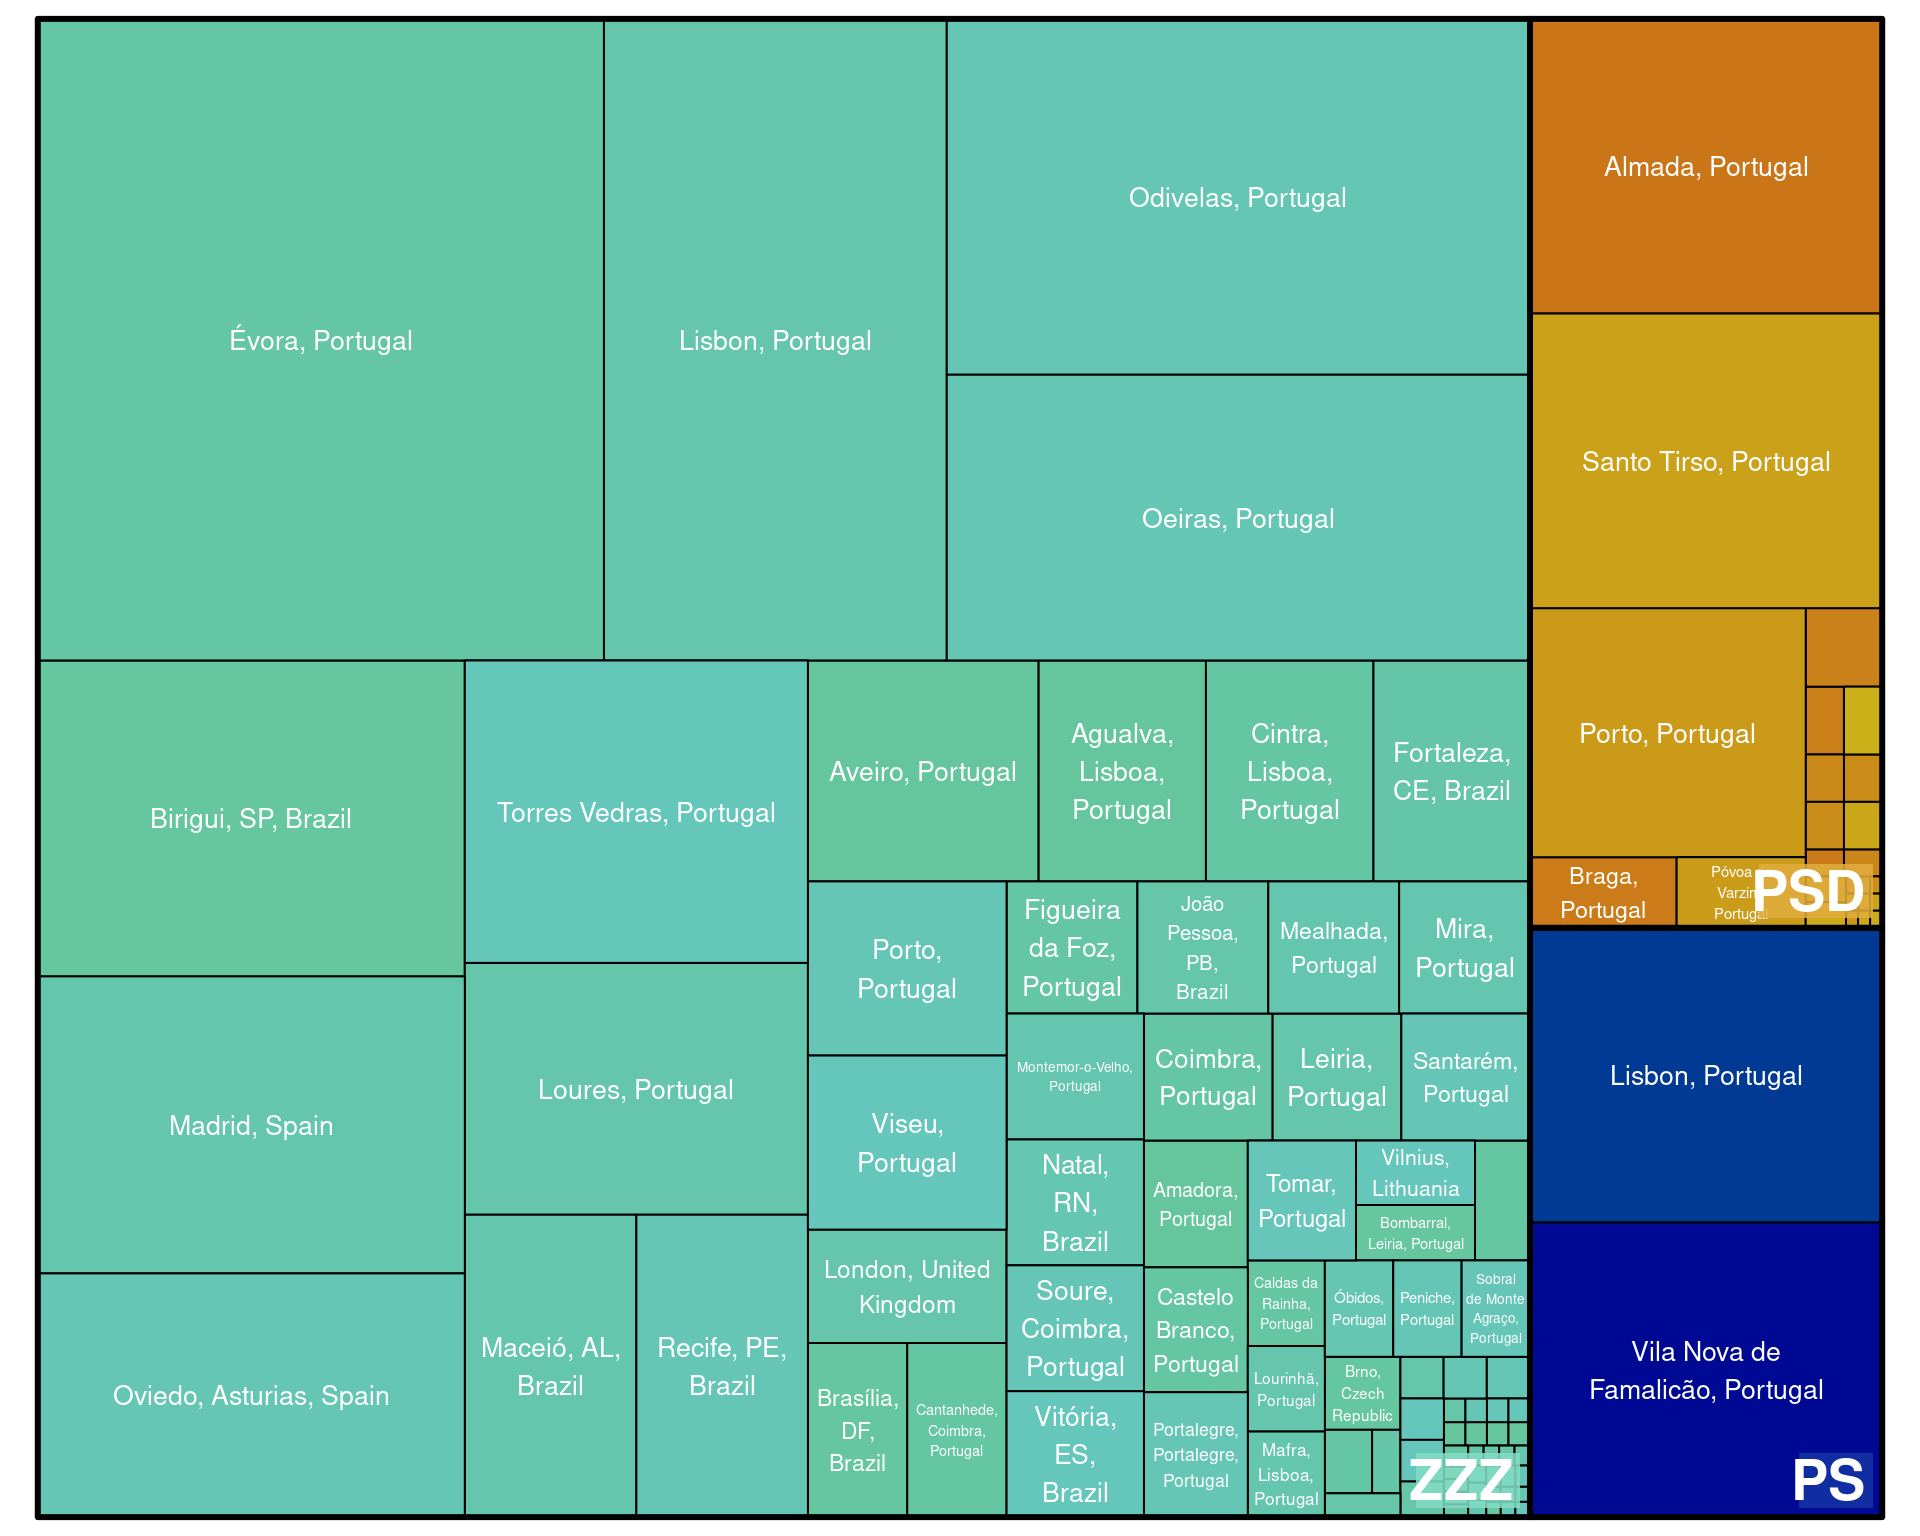 Évora, Portugal
Lisbon, Portugal
Odivelas, Portugal
Oeiras, Portugal
Almada, Portugal
Santo Tirso, Portugal
Porto, Portugal
Braga,
Portugal
Póvoa
Varzim
Portugal
PSD
Birigui, SP, Brazil
Torres Vedras, Portugal
Aveiro, Portugal
Agualva,
Lisboa,
Portugal
Cintra,
Lisboa,
Portugal
Fortaleza,
CE, Brazil
Madrid, Spain
Loures, Portugal
Porto,
Portugal
Figueira
da Foz,
Portugal
João
Pessoa,
PB,
Brazil
Mealhada,
Portugal
Mira,
Portugal
Viseu,
Portugal
Montemor-o-Velho,
Portugal
Coimbra,
Portugal
Leiria,
Portugal
Santarém,
Portugal
Natal,
RN,
Brazil
Amadora,
Portugal
Tomar,
Portugal
Vilnius,
Lithuania
Bombarral,
Leiria, Portugal
Oviedo, Asturias, Spain
Maceió, AL,
Brazil
Recife, PE,
Brazil
London, United
Kingdom
Brasília,
DF,
Brazil
Cantanhede,
Coimbra,
Portugal
Soure,
Coimbra,
Portugal
Vitória,
ES,
Brazil
Castelo
Branco,
Portugal
Portalegre,
Portalegre,
Portugal
Caldas da
Rainha,
Portugal
Óbidos,
Portugal
Peniche,
Portugal
Sobral
de Monte
Agraço,
Portugal
Lourinhã,
Portugal
Brno,
Czech
Republic
Mafra,
Lisboa,
Portugal
ZZZ
Lisbon, Portugal
Vila Nova de
Famalicão, Portugal
PS